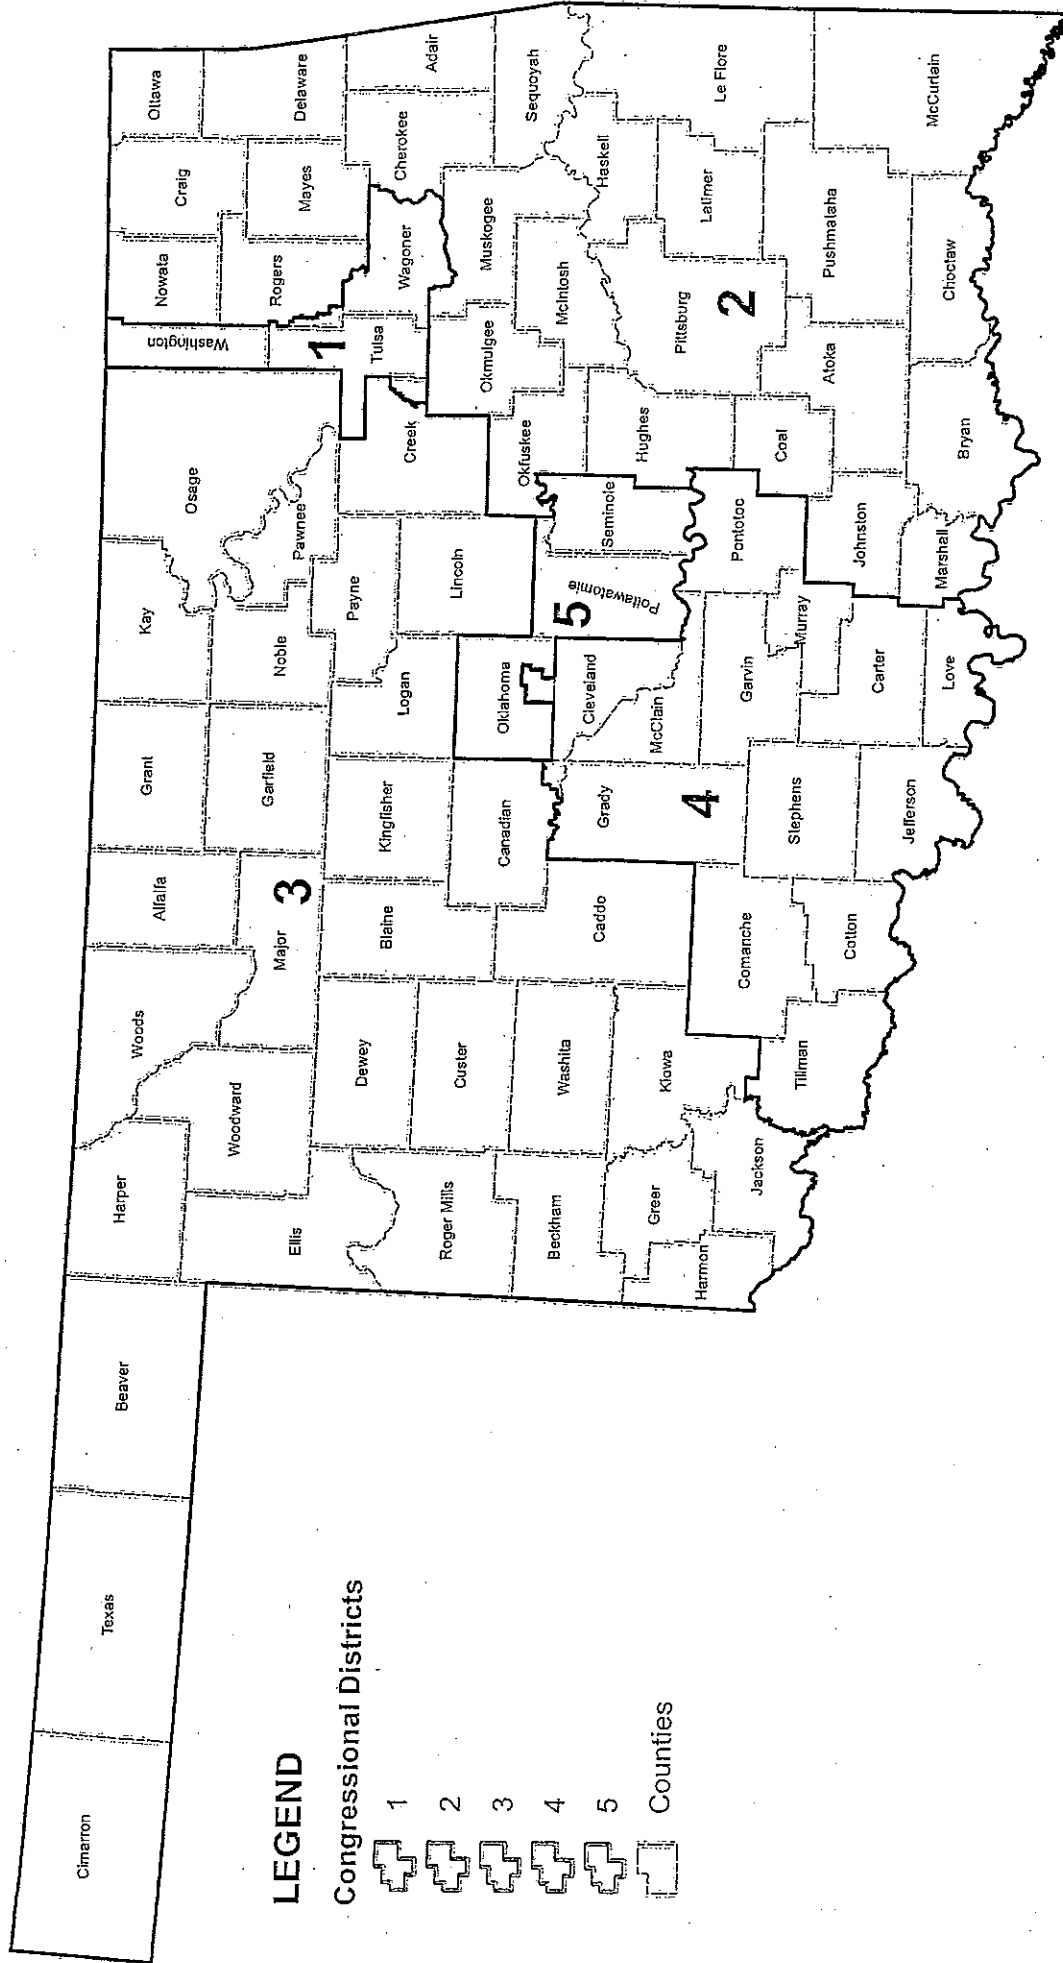 Cimarron
Texas
Beaver
Harper
Woods
Alfalfa
Grant
Kay
Osage
Washington
Nowata
Craig
Ottawa
Ellis
Woodward
Major
3
Garfield
Noble
Pawnee
Rogers
Mayes
Delaware
1
Tulsa
Wagoner
Cherokee
Adair
Roger Mills
Dewey
Blaine
Kingfisher
Logan
Payne
Creek
Custer
Canadian
Oklahoma
Lincoln
Okmulgee
Muskogee
Sequoyah
Beckham
Washita
Caddo
Grady
Cleveland
McClain
5
Pottawatomie
Seminole
Okfuskee
McIntosh
Haskell
Hughes
Pittsburg
2
Latimer
Le Flore
Harmon
Greer
Kiowa
Jackson
Tillman
Comanche
4
Stephens
Garvin
Murray
Pontotoc
Coal
Atoka
Pushmataha
McCurtain
Cotton
Jefferson
Carter
Love
Johnston
Marshall
Bryan
Choctaw
LEGEND
Congressional Districts
1
2
3
4
5
Counties